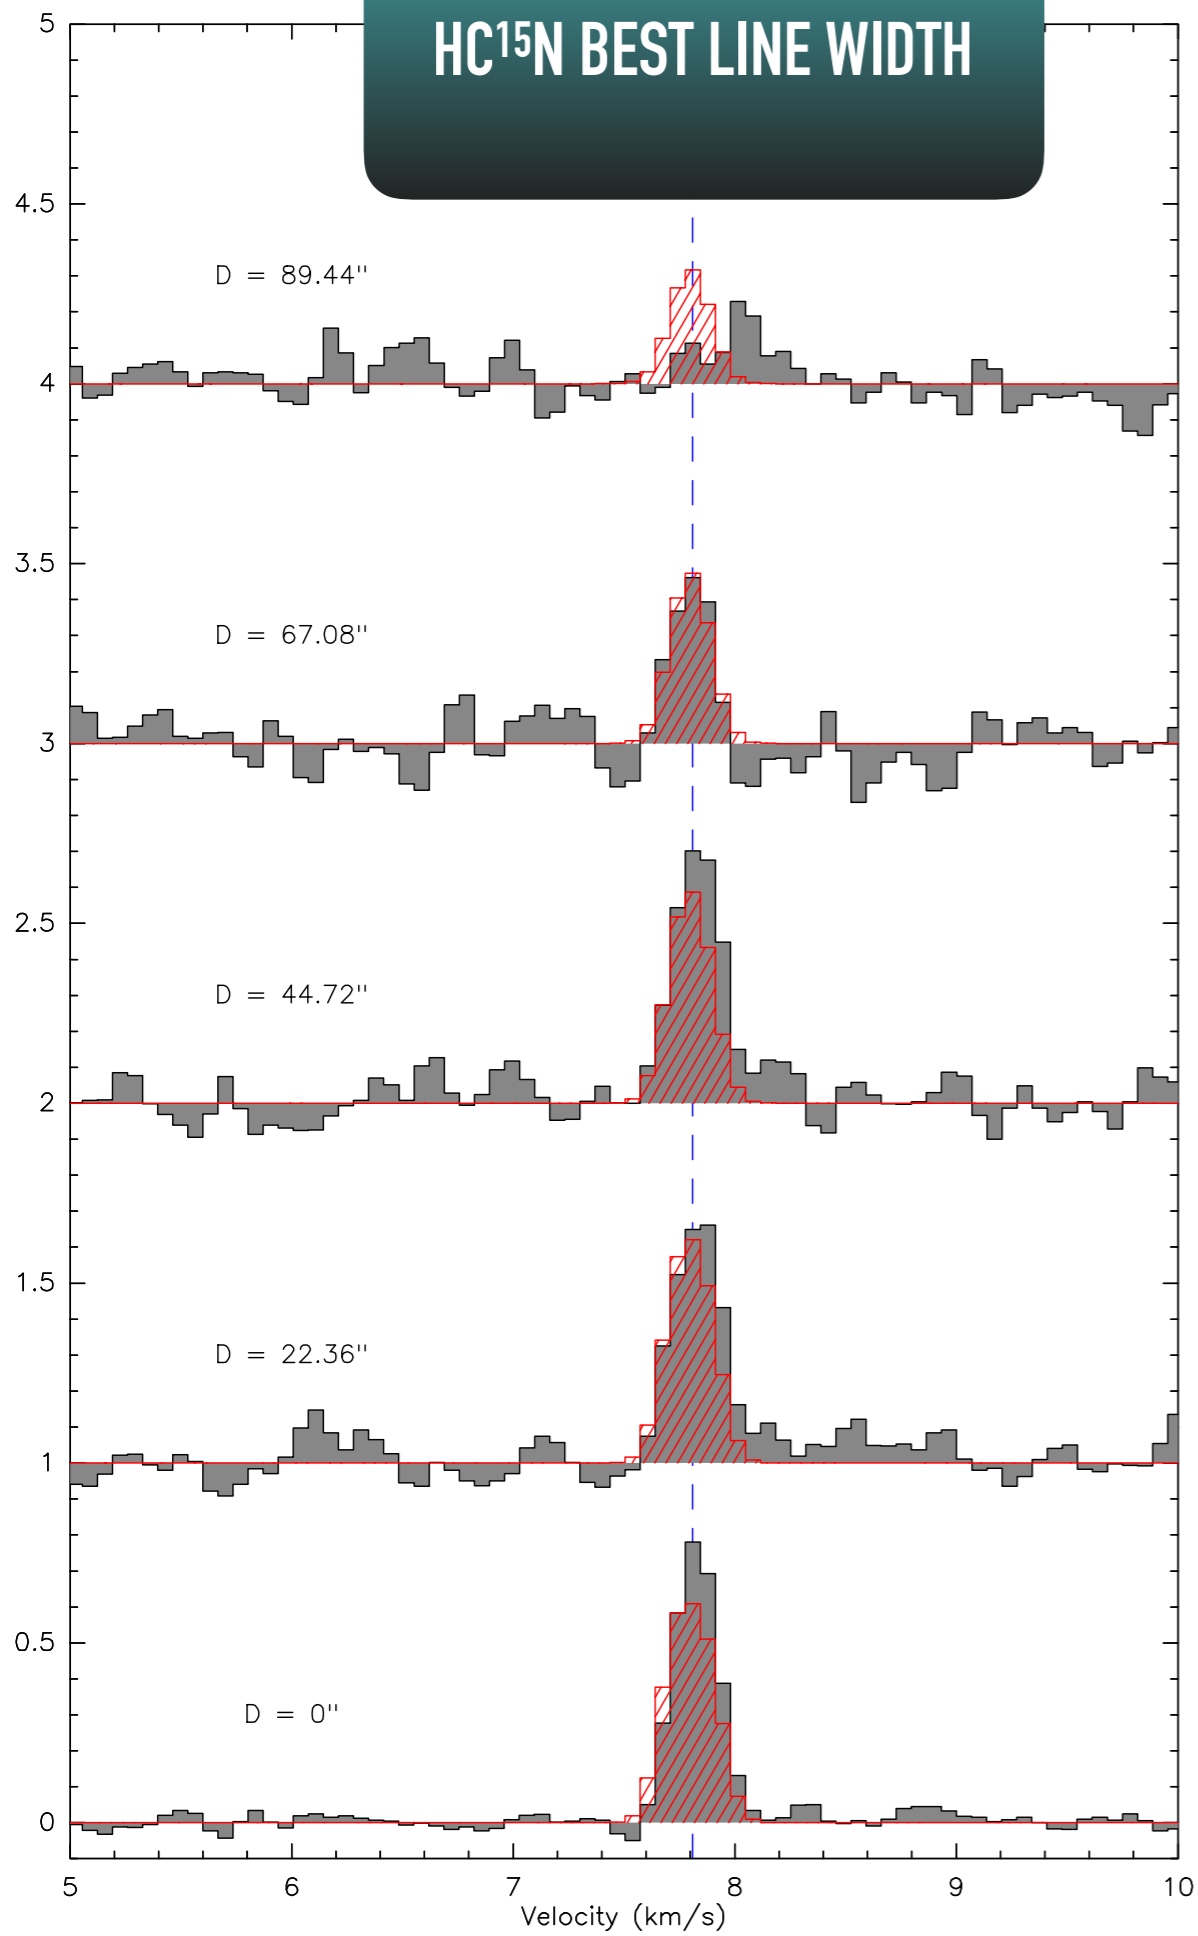 HC¹⁵N BEST LINE WIDTH
5
4.5
D = 89.44"
4
3.5
D = 67.08"
3
2.5
D = 44.72"
2
1.5
D = 22.36"
1
0.5
D = 0"
0
5 6 7 8 9 10
Velocity (km/s)